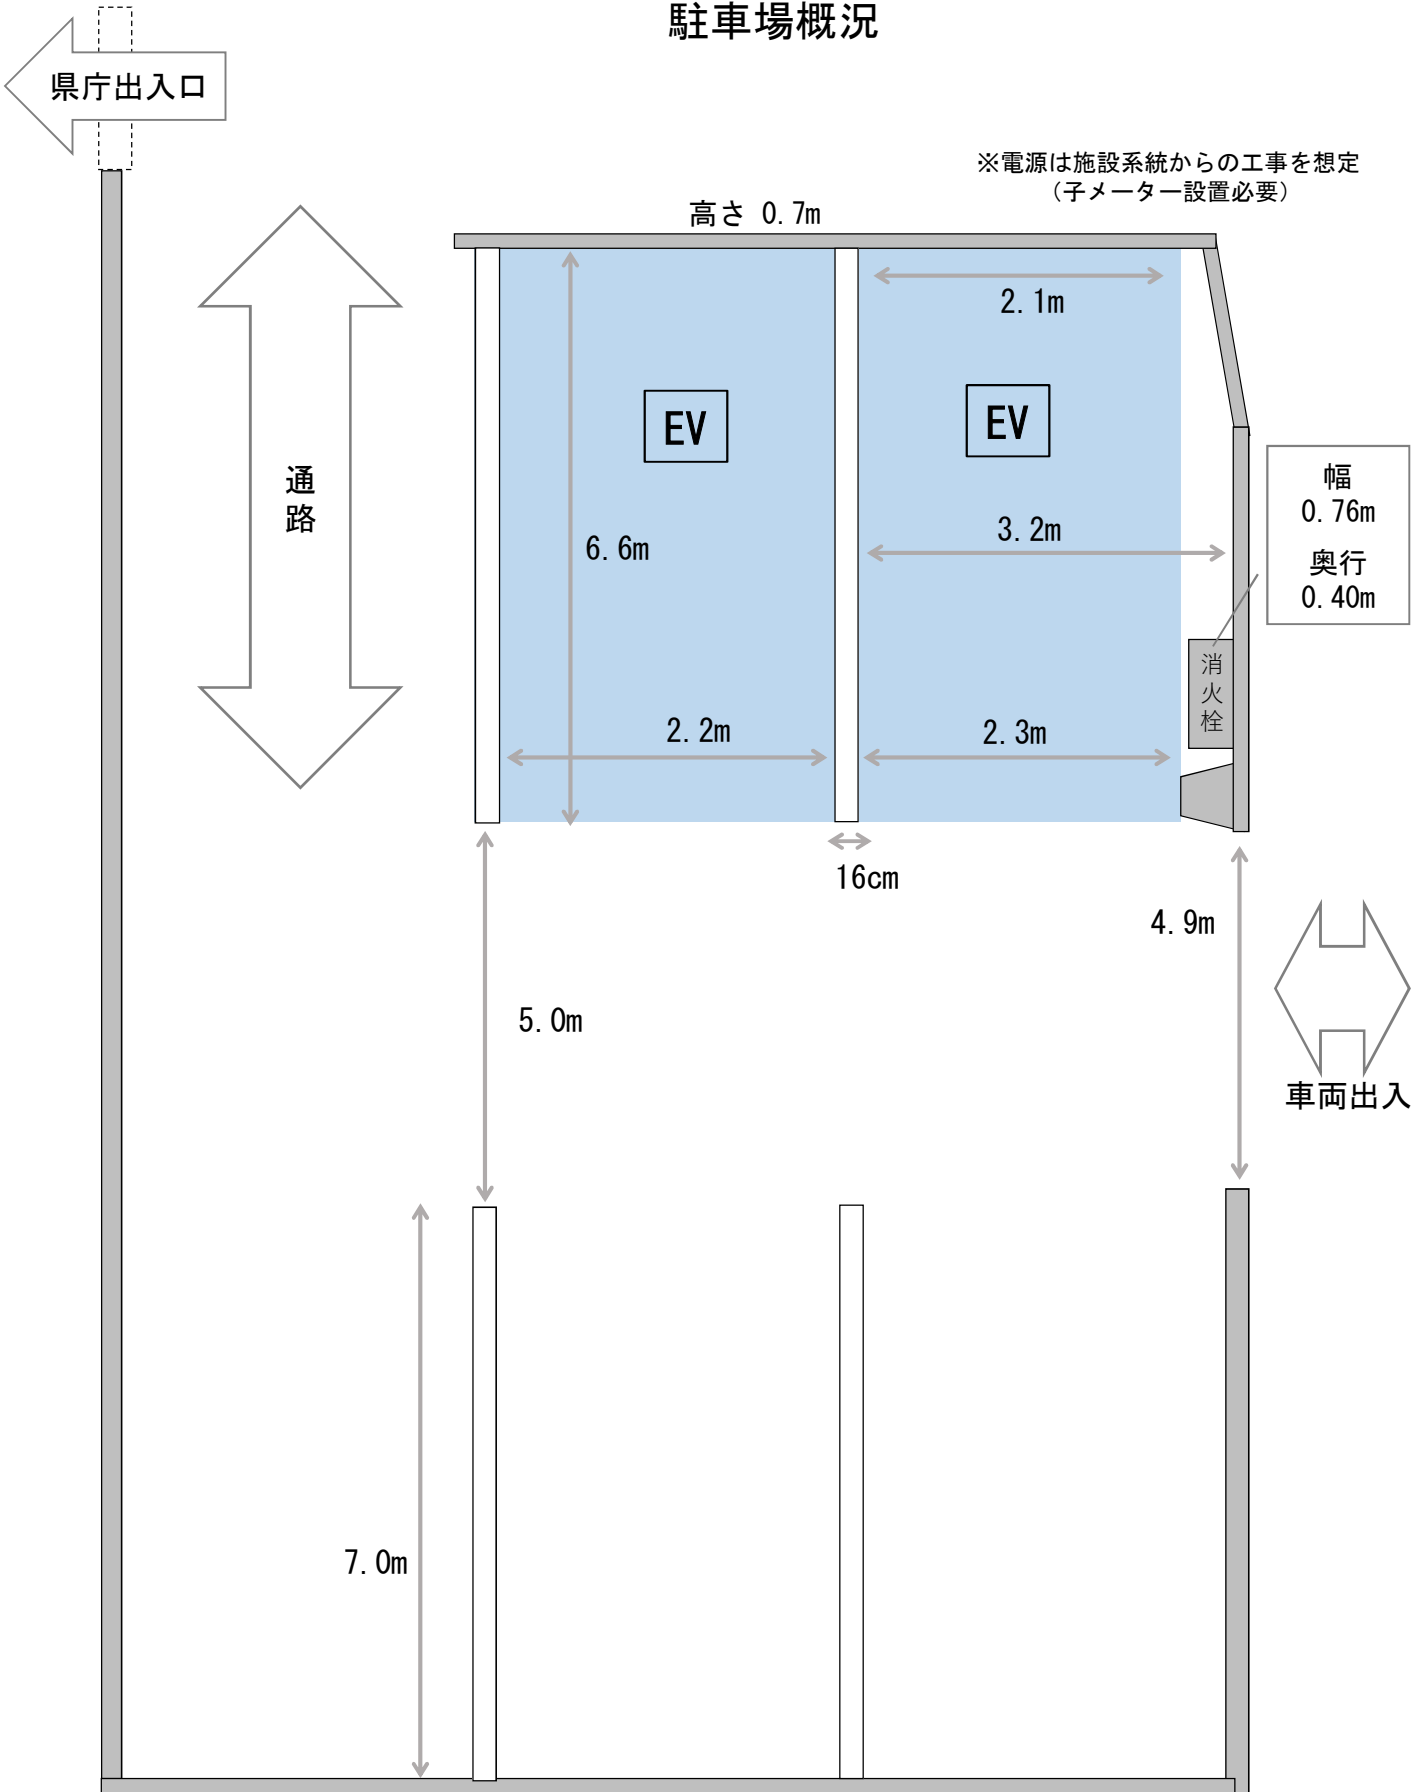 駐車場概況
県庁出入口
※電源は施設系統からの工事を想定
（子メーター設置必要）
高さ 0.7m
2.1m
EV
EV
通
路
幅
0.76m
奥行
0.40m
3.2m
6.6m
消
火
栓
2.2m
2.3m
16cm
4.9m
5.0m
車両出入
7.0m